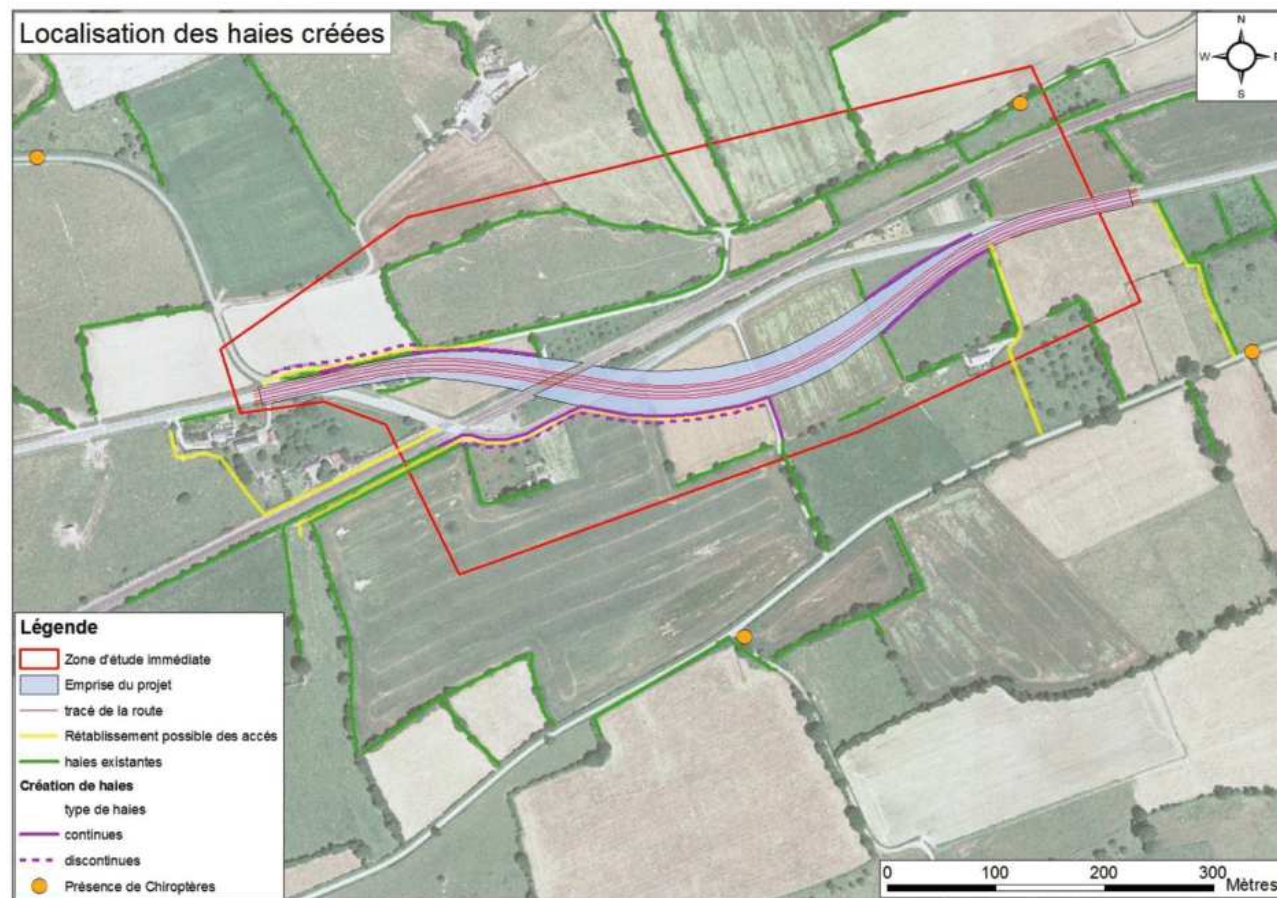 Localisation des haies créées
N
W
E
S
Légende
Zone d'étude immédiate
Emprise du projet
tracé de la route
Rétablissement possible des accès
haies existantes
Création de haies
type de haies
continues
discontinues
Présence de Chiroptères
0 100 200 300
Mètres